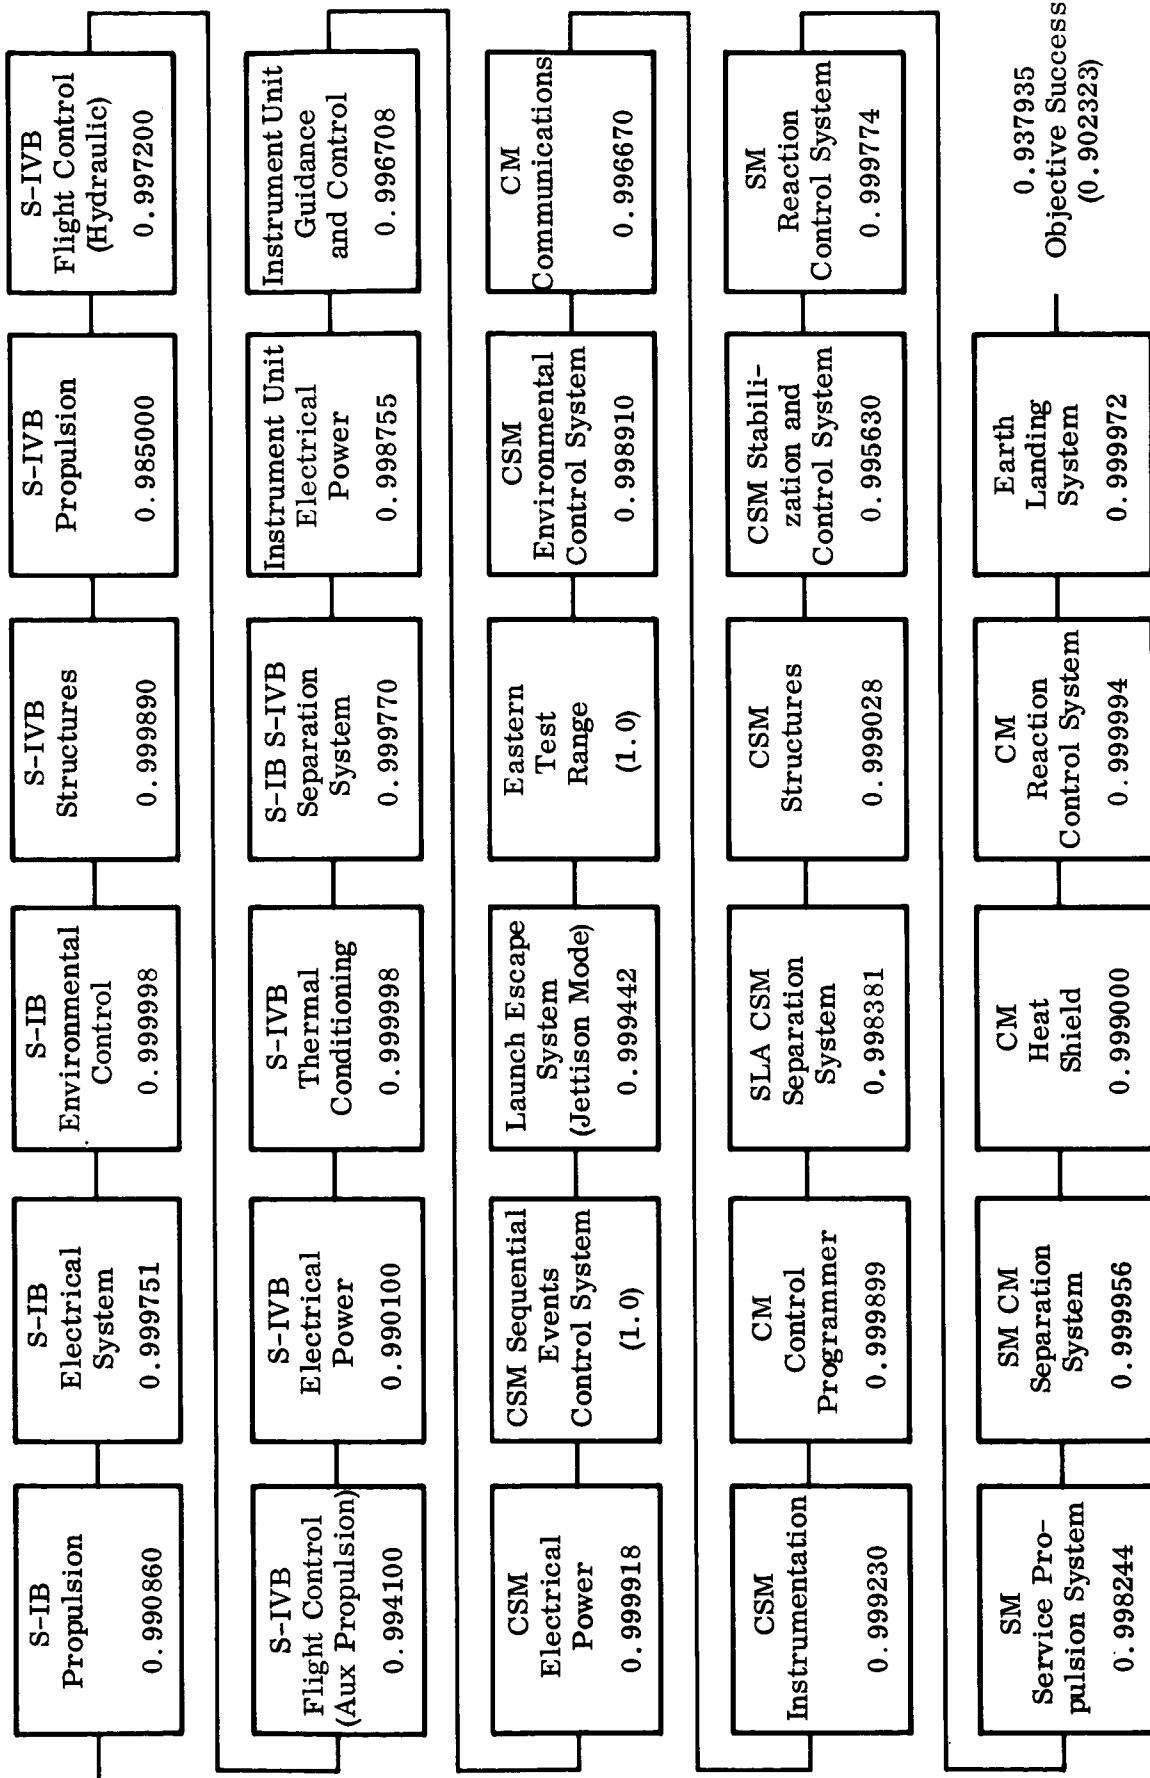 S-IB
Propulsion
0.990860
S-IB
Electrical
System
0.999751
S-IB
Environmental
Control
0.999998
S-IVB
Structures
0.999890
S-IVB
Propulsion
0.985000
S-IVB
Flight Control
(Hydraulic)
0.997200
S-IVB
Flight Control
(Aux Propulsion)
0.994100
S-IVB
Electrical
Power
0.990100
S-IVB
Thermal
Conditioning
0.999998
S-IB S-IVB
Separation
System
0.999770
Instrument Unit
Electrical
Power
0.998755
Instrument Unit
Guidance
and Control
0.996708
CSM
Electrical
Power
0.999918
CSM Sequential
Events
Control System
(1.0)
Launch Escape
System
(Jettison Mode)
0.999442
Eastern
Test
Range
(1.0)
CSM
Environmental
Control System
0.998910
CM
Communications
0.996670
CSM
Instrumentation
0.999230
CM
Control
Programmer
0.999899
SLA CSM
Separation
System
0.998381
CSM
Structures
0.999028
CSM Stabili-
zation and
Control System
0.995630
SM
Reaction
Control System
0.999774
SM
Service Pro-
pulsion System
0.998244
SM CM
Separation
System
0.999956
CM
Heat
Shield
0.999000
CM
Reaction
Control System
0.999994
Earth
Landing
System
0.999972
0.937935
Objective Success
(0.902323)